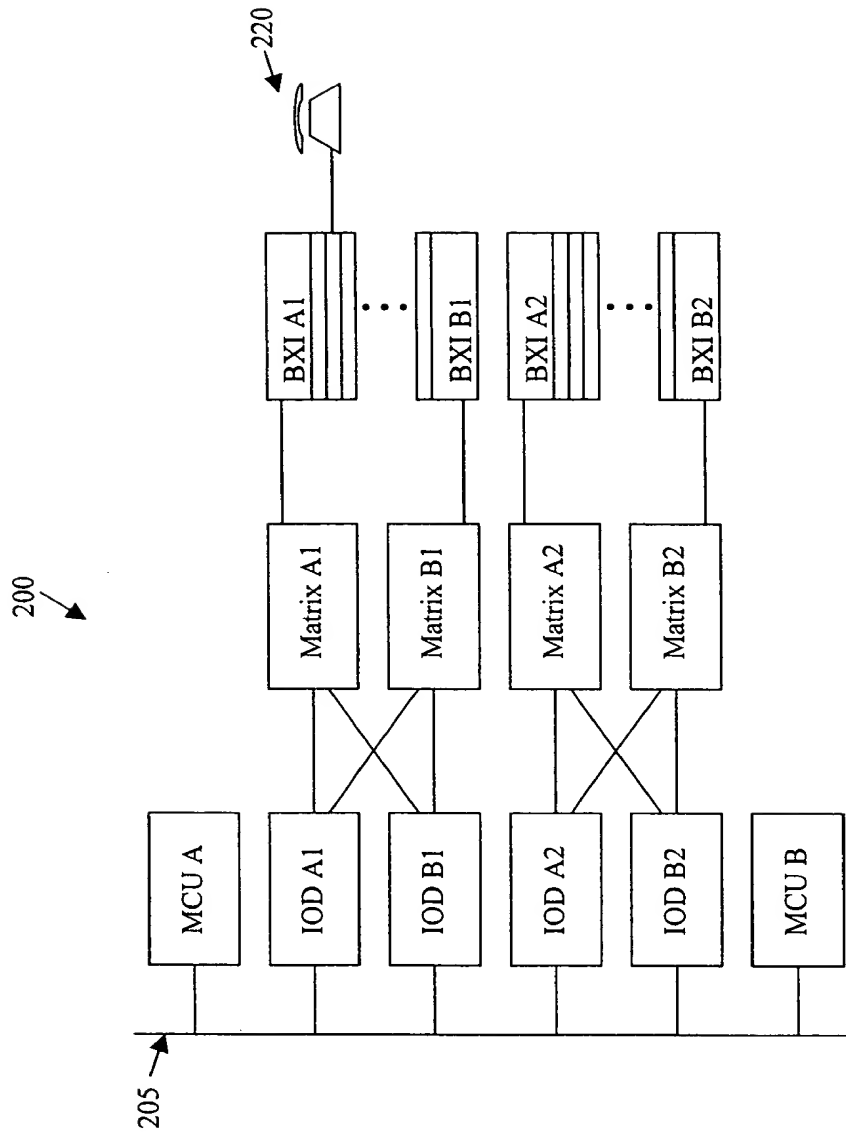 200
220
205
MCU A
IOD A1
Matrix A1
BXI A1
IOD B1
Matrix B1
BXI B1
IOD A2
Matrix A2
BXI A2
IOD B2
Matrix B2
BXI B2
MCU B